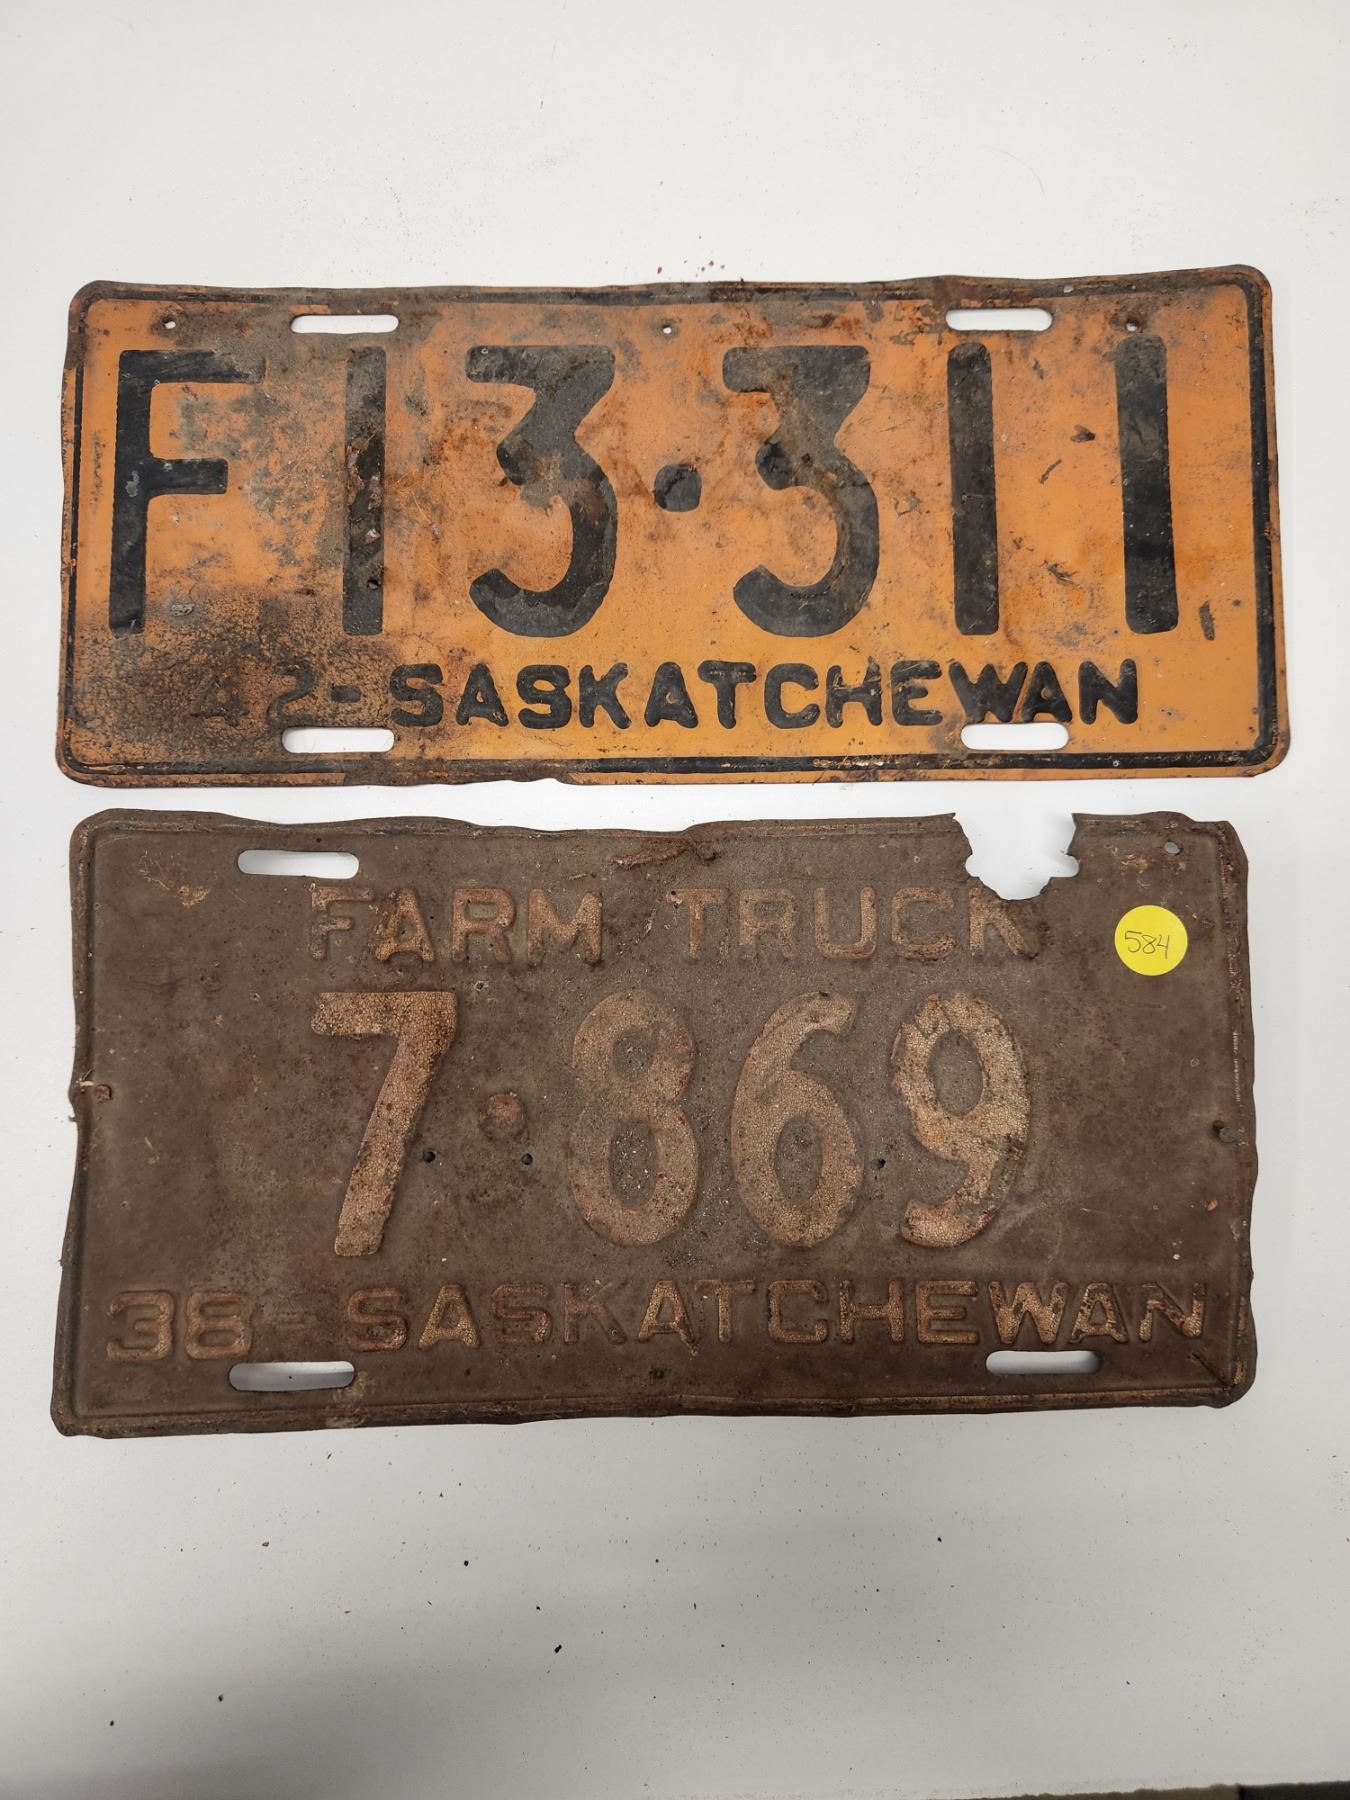 F13·311
42-SASKATCHEWAN
FARM TRUCK
584
7·869
38-SASKATCHEWAN